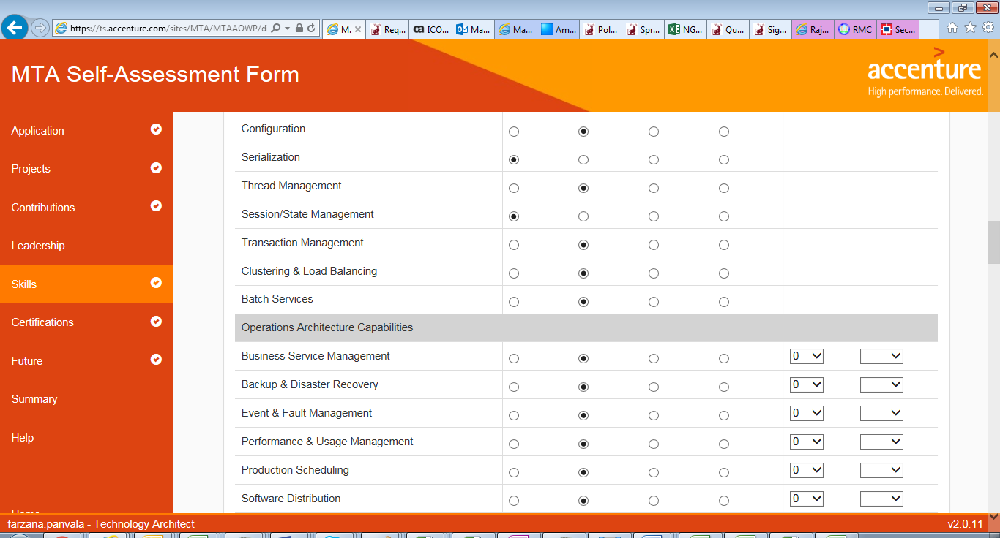 https://ts.accenture.com/sites/MTA/MTAAOWP/d
M.
Req...
ca ICO...
Ma...
Ma...
Am...
Pol...
Spr...
NG...
Qu...
Sig...
Raj...
RMC
Sec...
MTA Self-Assessment Form
>
accenture
High performance. Delivered.
Application
Projects
Contributions
Leadership
Skills
Certifications
Future
Summary
Help
Configuration
Serialization
Thread Management
Session/State Management
Transaction Management
Clustering & Load Balancing
Batch Services
Operations Architecture Capabilities
Business Service Management 0
Backup & Disaster Recovery 0
Event & Fault Management 0
Performance & Usage Management 0
Production Scheduling 0
Software Distribution 0
farzana.panvala - Technology Architect
v2.0.11